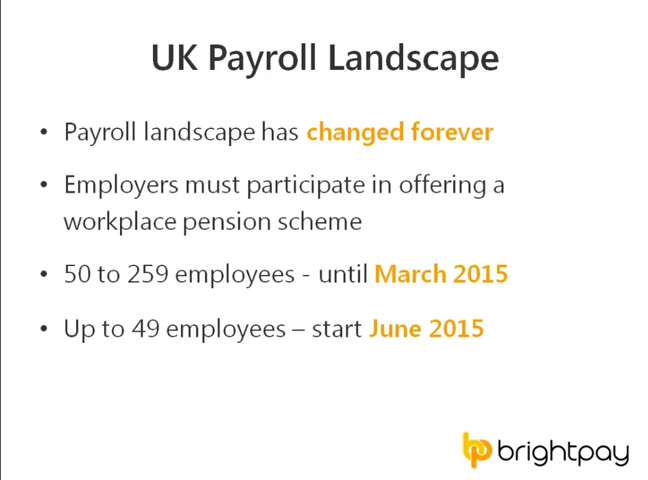 UK Payroll Landscape
• Payroll landscape has changed forever
• Employers must participate in offering a
workplace pension scheme
• 50 to 259 employees - until March 2015
• Up to 49 employees – start June 2015
brightpay